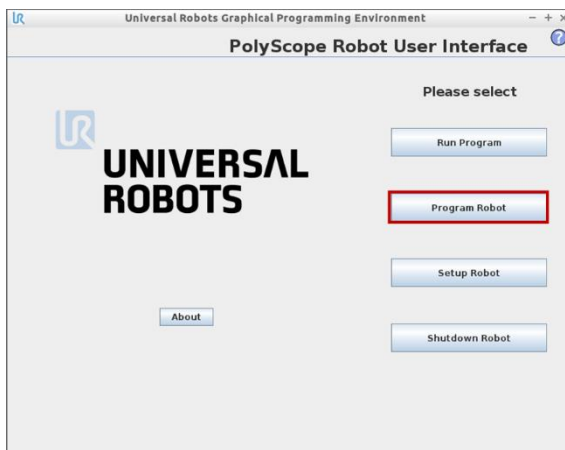 Universal Robots Graphical Programming Environment
PolyScope Robot User Interface
?
Please select
UR
UNIVERSAL
ROBOTS
Run Program
Program Robot
Setup Robot
About
Shutdown Robot